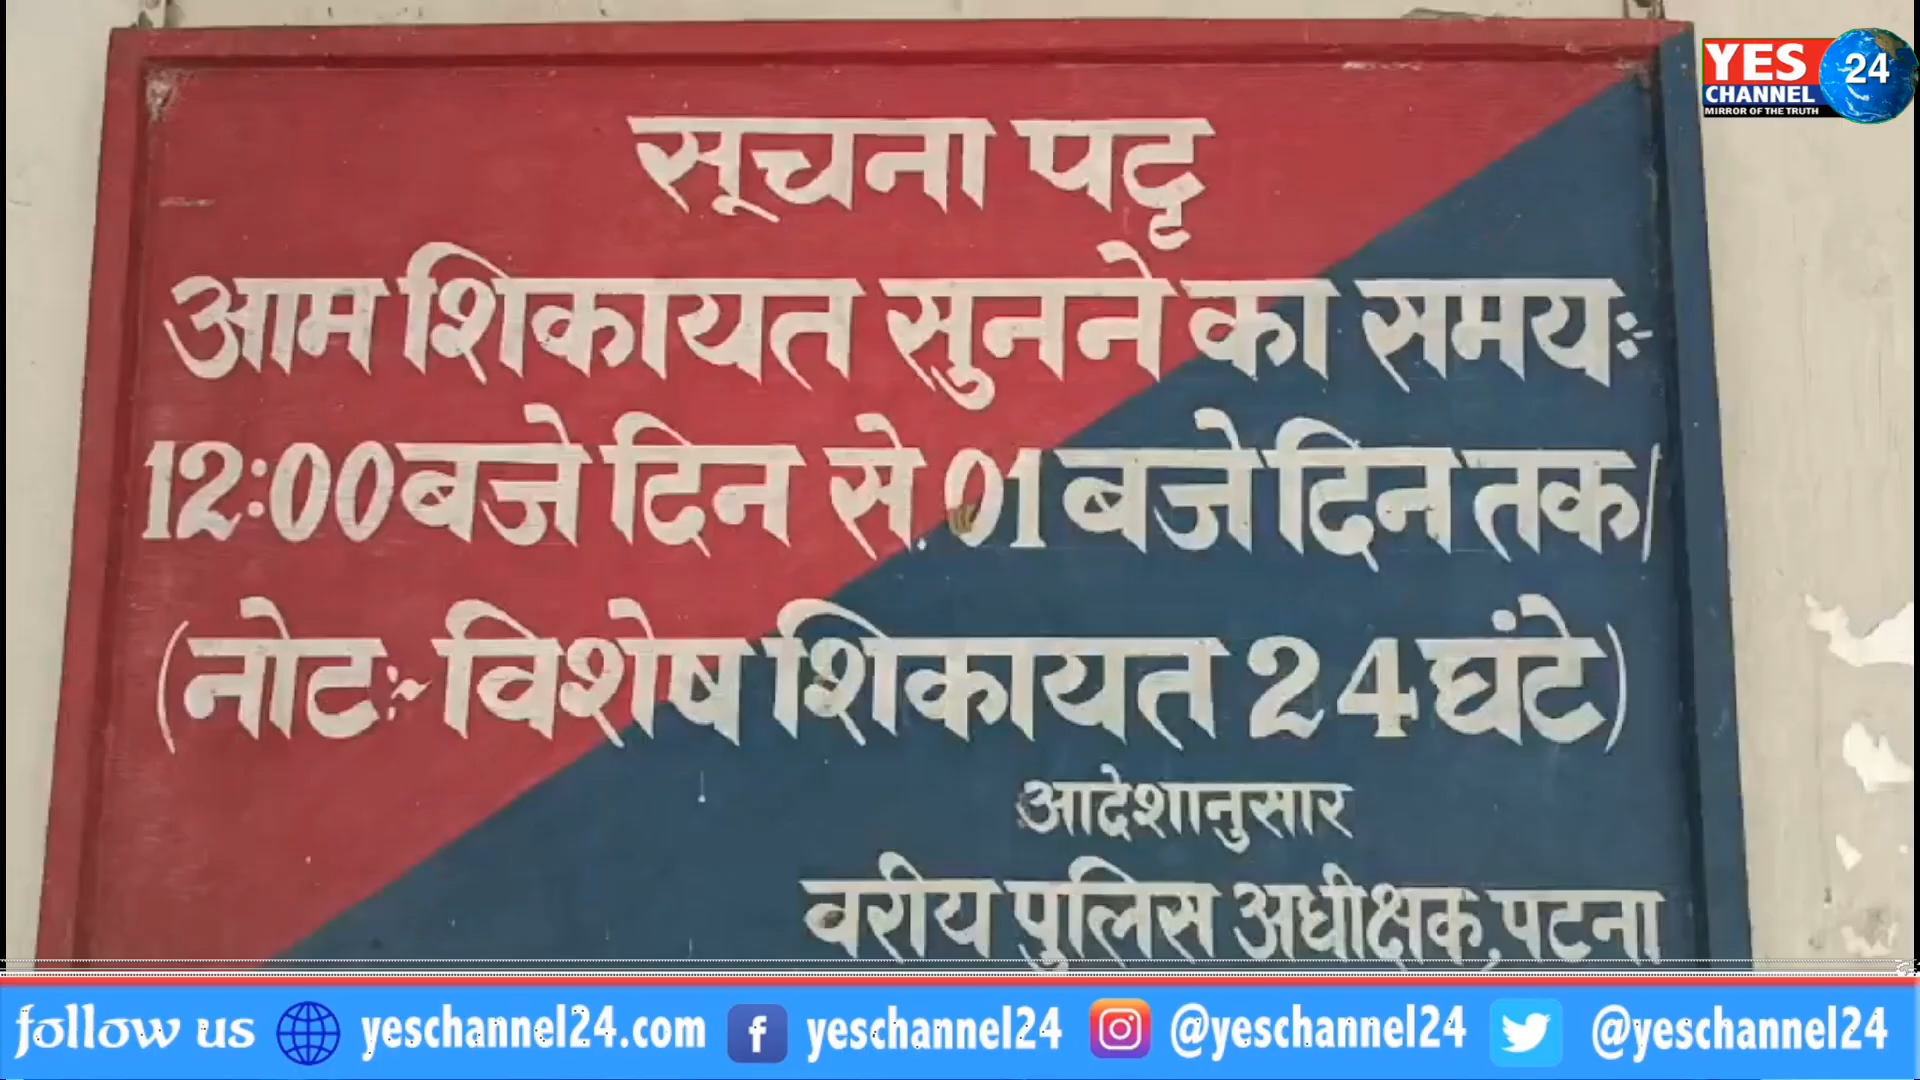 सूचना पट्ट
आम शिकायत सुनने का समयः-
12:00 बजे दिन से. 01 बजे दिन तक/
(नोटः- विशेष शिकायत 24 घंटे)
आदेशानुसार
वरीय पुलिस अधीक्षक, पटना
YES
CHANNEL
24
MIRROR OF THE TRUTH
follow us yeschannel24.com yeschannel24 @yeschannel24 @yeschannel24